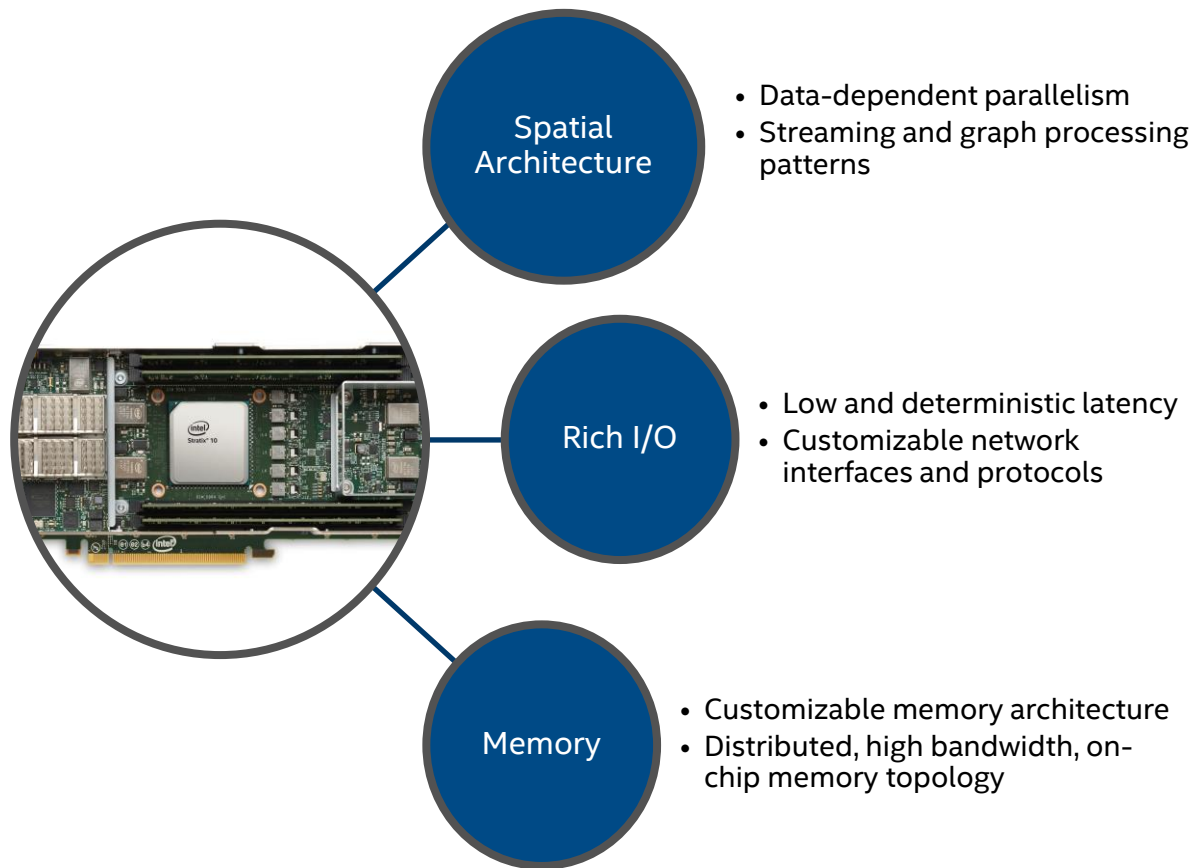 Spatial
Architecture
• Data-dependent parallelism
• Streaming and graph processing
patterns
intel
Stratix® 10
Rich I/O
• Low and deterministic latency
• Customizable network
interfaces and protocols
intel
Memory
• Customizable memory architecture
• Distributed, high bandwidth, on-
chip memory topology